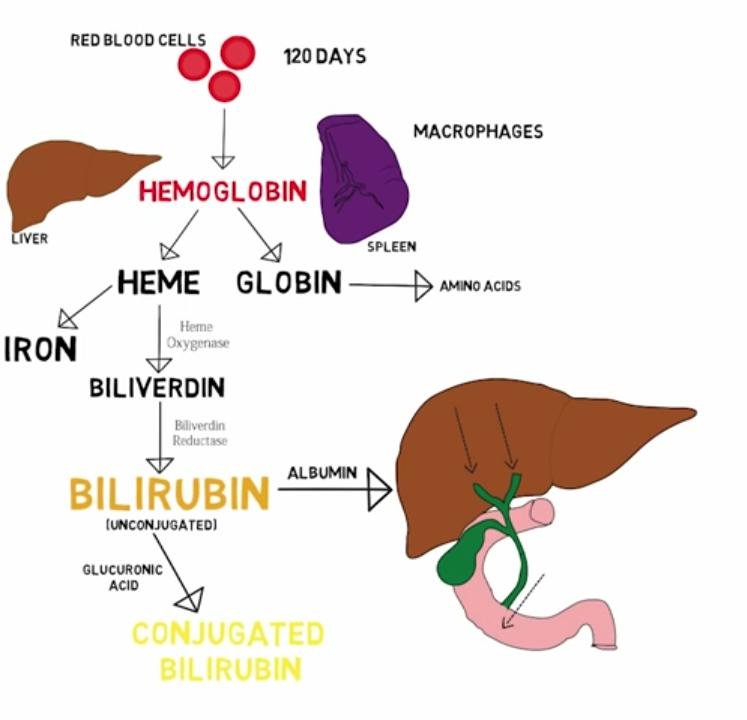 RED BLOOD CELLS
120 DAYS
MACROPHAGES
HEMOGLOBIN
LIVER
SPLEEN
HEME
GLOBIN
AMINO ACIDS
IRON
Heme
Oxygenase
BILIVERDIN
Biliverdin
Reductase
BILIRUBIN
ALBUMIN
(UNCONJUGATED)
GLUCURONIC
ACID
CONJUGATED
BILIRUBIN